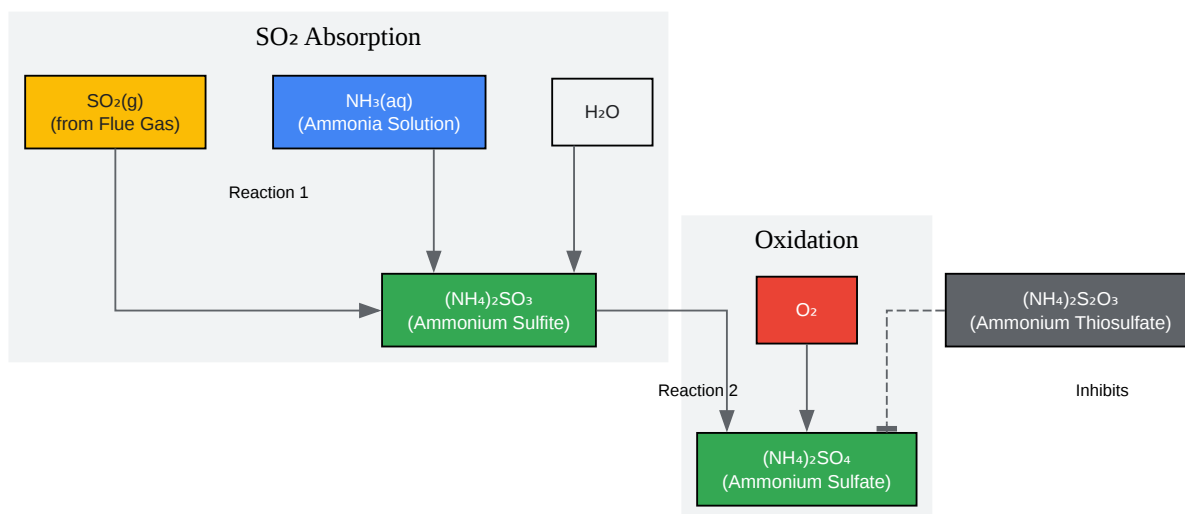 SO₂ Absorption
SO₂(g)
(from Flue Gas)
NH₃(aq)
(Ammonia Solution)
H₂O
Reaction 1
(NH₄)₂SO₃
(Ammonium Sulfite)
Oxidation
O₂
(NH₄)₂S₂O₃
(Ammonium Thiosulfate)
Reaction 2
Inhibits
(NH₄)₂SO₄
(Ammonium Sulfate)